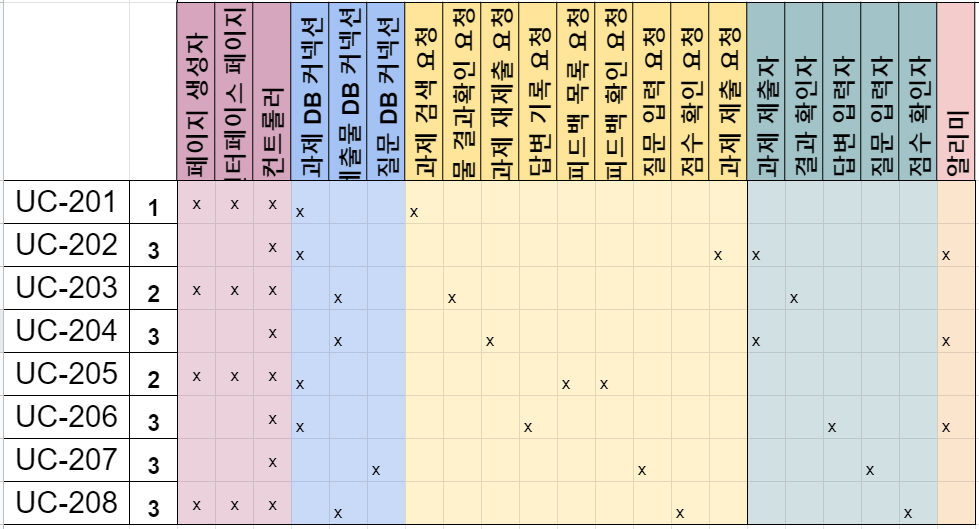 페이지 생성자
터페이스 페이지
컨트롤러
과제 DB 커넥션
출물 DB 커넥션
질문 DB 커넥션
과제 검색 요청
물 결과확인 요청
과제 재제출 요청
답변 기록 요청
피드백 목록 요청
피드백 확인 요청
질문 입력 요청
점수 확인 요청
과제 제출 요청
과제 제출자
결과 확인자
답변 입력자
질문 입력자
점수 확인자
알리미
UC-201 1 x x x x x
UC-202 3 x x x x x
UC-203 2 x x x x x x
UC-204 3 x x x x x
UC-205 2 x x x x x x
UC-206 3 x x x x x
UC-207 3 x x x x
UC-208 3 x x x x x x